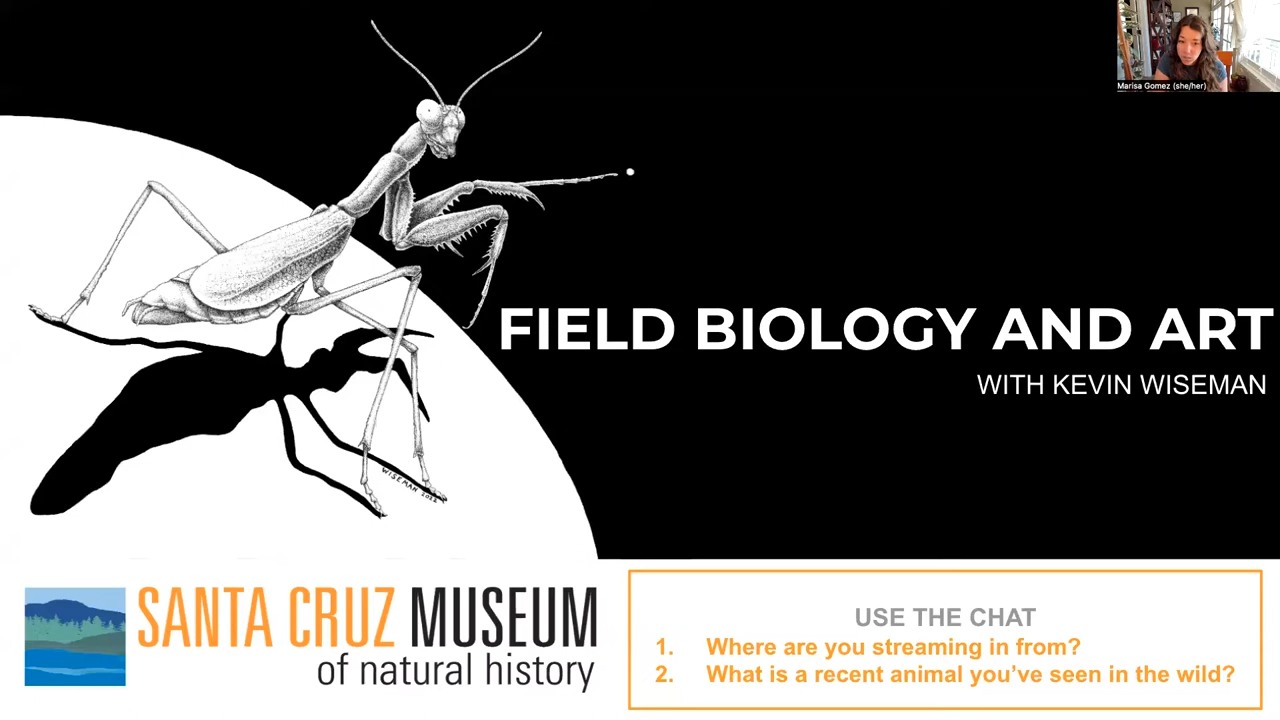 Marisa Gomez (she/her)
FIELD BIOLOGY AND ART
WITH KEVIN WISEMAN
WISEMAN 2022
SANTA CRUZ MUSEUM
of natural history
USE THE CHAT
1. Where are you streaming in from?
2. What is a recent animal you’ve seen in the wild?